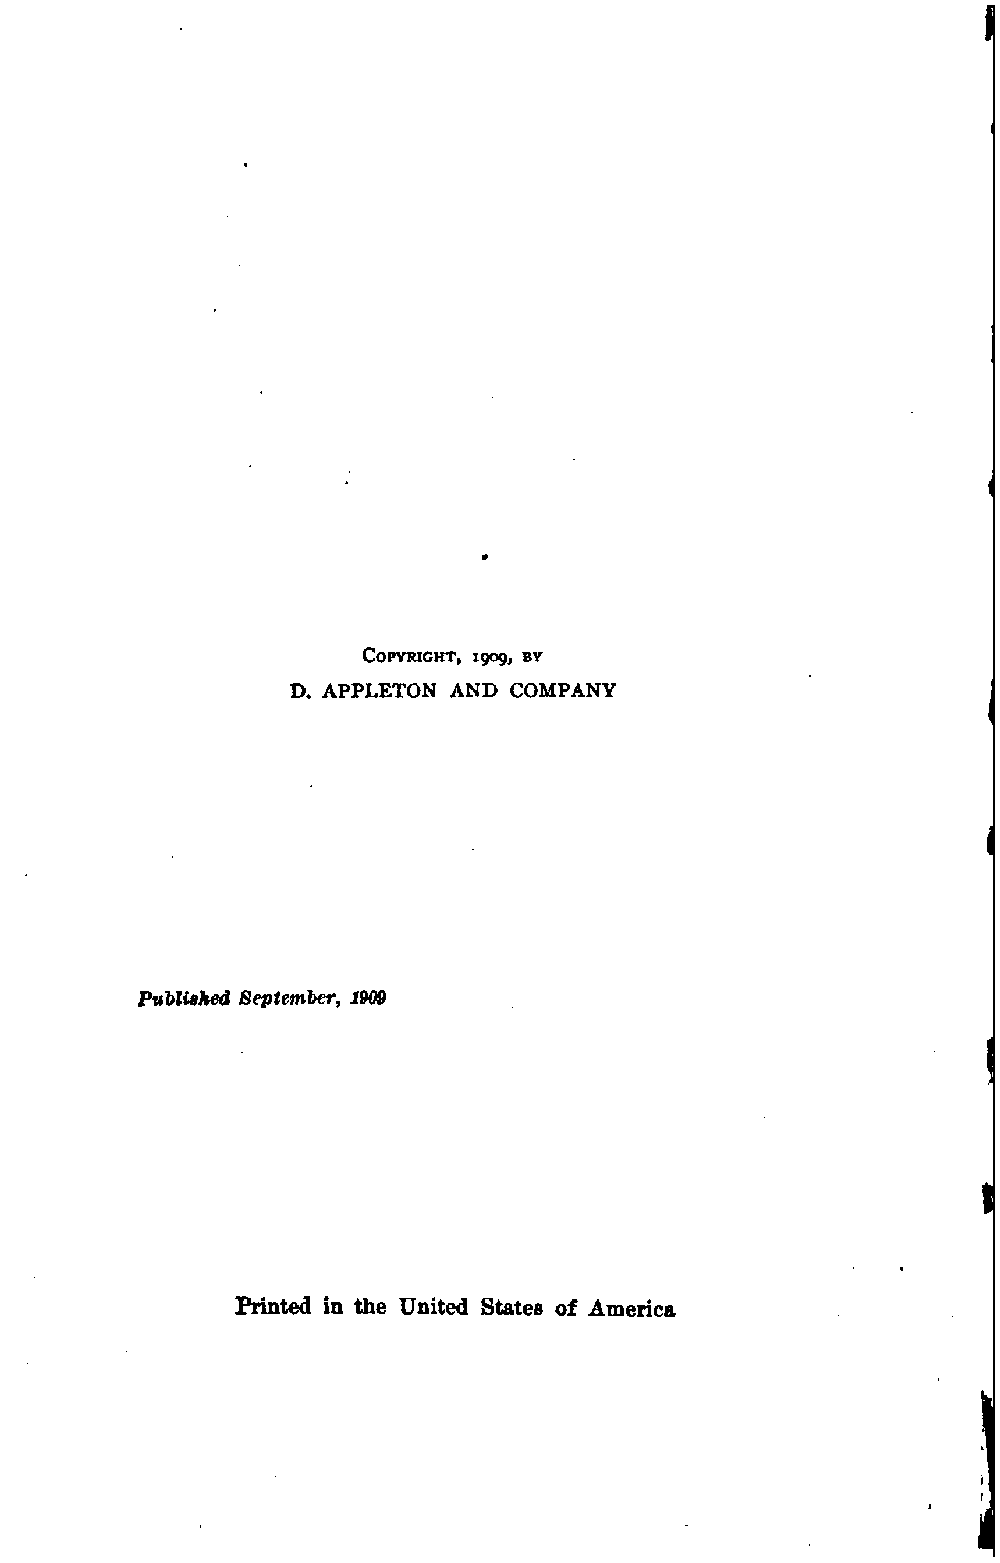 Copyright, 1909, by
D. APPLETON AND COMPANY
Published September, 1909
Printed in the United States of America